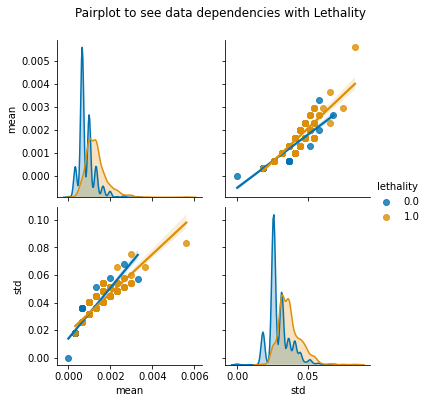 Pairplot to see data dependencies with Lethality
0.005
0.004
0.003
0.002
0.001
0.000
mean
lethality
0.0
1.0
0.10
0.08
0.06
0.04
0.02
0.00
std
0.000 0.002 0.004 0.006
mean
0.00 0.05
std